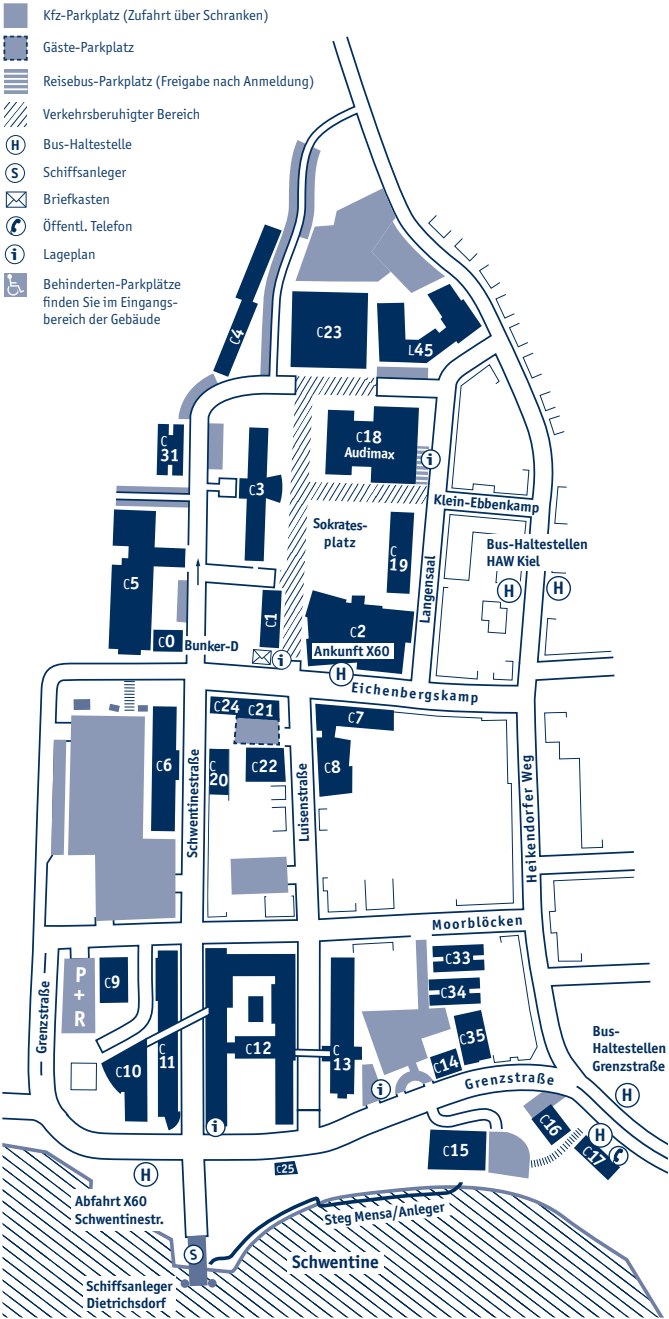 Kfz-Parkplatz (Zufahrt über Schranken)
Gäste-Parkplatz
Reisebus-Parkplatz (Freigabe nach Anmeldung)
Verkehrsberuhigter Bereich
H Bus-Haltestelle
S Schiffsanleger
Briefkasten
Öffentl. Telefon
i Lageplan
Behinderten-Parkplätze
finden Sie im Eingangs-
bereich der Gebäude
C4
C23
L45
C31
C3
C18
Audimax
i
Klein-Ebbenkamp
Sokrates-
platz
C19
Langensaal
Bus-Haltestellen
HAW Kiel
H
H
C5
C0
Bunker-D
C1
i
C2
Ankunft X60
H
Eichenbergskamp
C24
C21
C7
C6
C20
C22
C8
Schwentinestraße
Luisenstraße
Heikendorfer Weg
Moorblöcken
P
+
R
C9
C10
C11
C12
C13
C33
C34
C35
C14
i
i
Grenzstraße
Grenzstraße
Bus-
Haltestellen
Grenzstraße
H
H
C15
C16
C17
C25
H
Abfahrt X60
Schwentinestr.
Steg Mensa/Anleger
S
Schwentine
Schiffsanleger
Dietrichsdorf